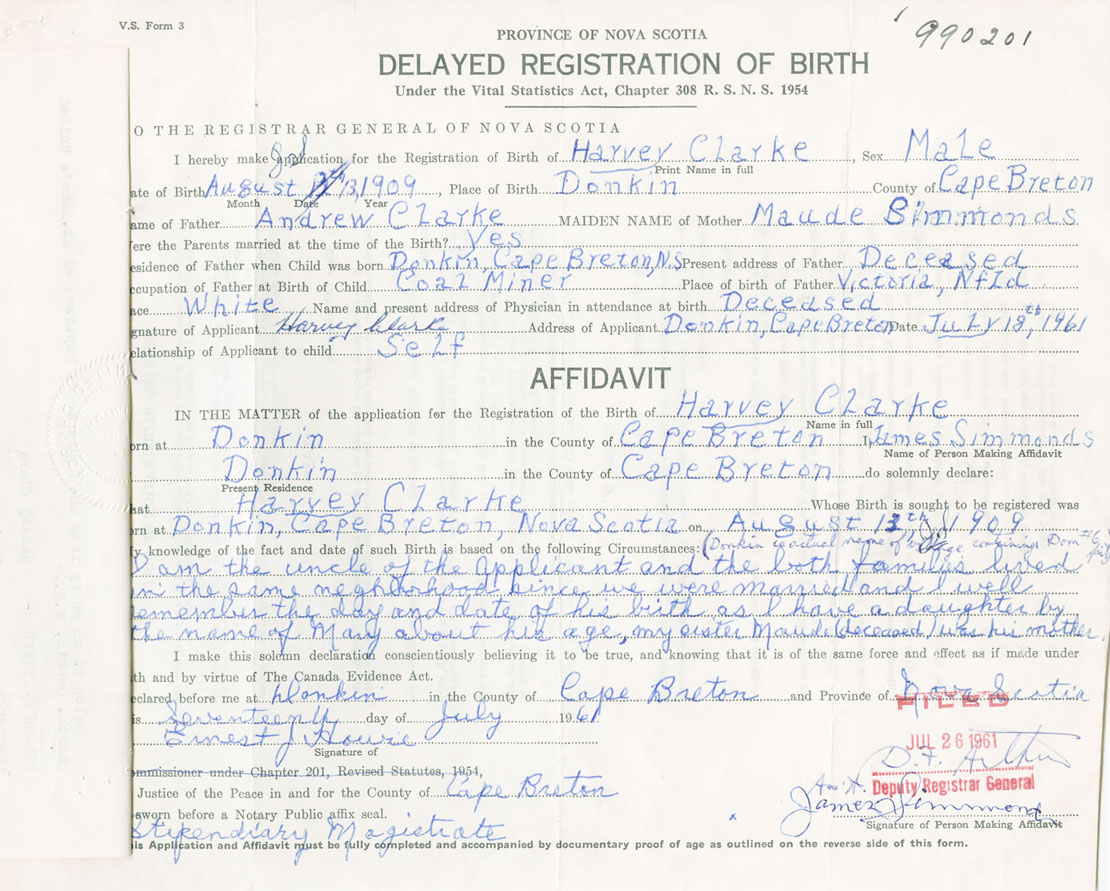 V.S. Form 3
990201
PROVINCE OF NOVA SCOTIA
DELAYED REGISTRATION OF BIRTH
Under the Vital Statistics Act, Chapter 308 R. S. N. S. 1954
O THE REGISTRAR GENERAL OF NOVA SCOTIA
I hereby make application for the Registration of Birth of Harvey Clarke, Sex Male
Print Name in full
ate of Birth August 13, 1909, Place of Birth Donkin County of Cape Breton
Month Date Year
ame of Father Andrew Clarke MAIDEN NAME of Mother Maude Simmonds
ere the Parents married at the time of the Birth? Yes
esidence of Father when Child was born Donkin, Cape Breton, N.S Present address of Father Deceased
ccupation of Father at Birth of Child Coal Miner Place of birth of Father Victoria, Nfld
ace White Name and present address of Physician in attendance at birth Deceased
gnature of Applicant Harvey Clarke Address of Applicant Donkin, Cape Breton Date July 18th, 1961
elationship of Applicant to child Self
AFFIDAVIT
IN THE MATTER of the application for the Registration of the Birth of Harvey Clarke
Name in full
orn at Donkin in the County of Cape Breton I, James Simmonds
Name of Person Making Affidavit
Donkin in the County of Cape Breton do solemnly declare:
Present Residence
hat Harvey Clarke Whose Birth is sought to be registered was
rn at Donkin, Cape Breton, Nova Scotia on August 13th 1909
y knowledge of the fact and date of such Birth is based on the following Circumstances: (Donkin is actual name of containing Dom #6
I am the uncle of the Applicant and the both families lived
in the same neghborhood since we were married and I well
remember the day and date of his birth as I have a daughter by
the name of Mary about his age, my sister Maude (deceased) was his mother.
I make this solemn declaration conscientiously believing it to be true, and knowing that it is of the same force and effect as if made under
th and by virtue of The Canada Evidence Act.
eclared before me at Donkin in the County of Cape Breton and Province of Nova Scotia
FILED
is Seventeenth day of July 1961
JUL 26 1961
Ernest J Howie
D. F. Arthur
Signature of
ommissioner under Chapter 201, Revised Statutes, 1954,
Deputy Registrar General
Justice of the Peace in and for the County of Cape Breton
James Simmonds
sworn before a Notary Public affix seal.
Signature of Person Making Affidavit
Stipendiary Magistrate
is Application and Affidavit must be fully completed and accompanied by documentary proof of age as outlined on the reverse side of this form.